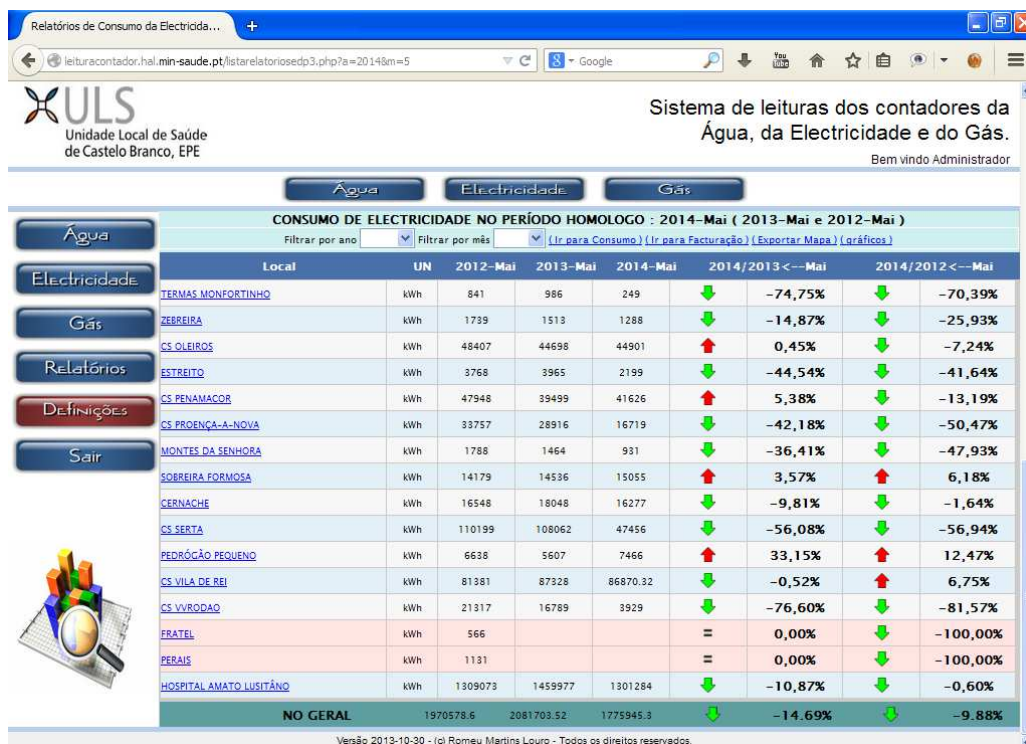 Relatórios de Consumo da Electricida...
leituracontador.hal.min-saude.pt/listarelatoriosedp3.php?a=2014&m=5
Google
You Tube
ULS
Unidade Local de Saúde
de Castelo Branco, EPE
Sistema de leituras dos contadores da
Água, da Electricidade e do Gás.
Bem vindo Administrador
Água Electricidade Gás
Água
Electricidade
Gás
Relatórios
Definições
Sair
CONSUMO DE ELECTRICIDADE NO PERÍODO HOMOLOGO : 2014-Mai ( 2013-Mai e 2012-Mai )
Filtrar por ano Filtrar por mês (Ir para Consumo) (Ir para Facturação) (Exportar Mapa) (gráficos)
Local UN 2012-Mai 2013-Mai 2014-Mai 2014/2013<--Mai 2014/2012<--Mai
TERMAS MONFORTINHO kWh 841 986 249 -74,75% -70,39%
ZEBREIRA kWh 1739 1513 1288 -14,87% -25,93%
CS OLEIROS kWh 48407 44698 44901 0,45% -7,24%
ESTREITO kWh 3768 3965 2199 -44,54% -41,64%
CS PENAMACOR kWh 47948 39499 41626 5,38% -13,19%
CS PROENÇA-A-NOVA kWh 33757 28916 16719 -42,18% -50,47%
MONTES DA SENHORA kWh 1788 1464 931 -36,41% -47,93%
SOBREIRA FORMOSA kWh 14179 14536 15055 3,57% 6,18%
CERNACHE kWh 16548 18048 16277 -9,81% -1,64%
CS SERTA kWh 110199 108062 47456 -56,08% -56,94%
PEDRÓGÃO PEQUENO kWh 6638 5607 7466 33,15% 12,47%
CS VILA DE REI kWh 81381 87328 86870.32 -0,52% 6,75%
CS VVRODAO kWh 21317 16789 3929 -76,60% -81,57%
FRATEL kWh 566 = 0,00% -100,00%
PERAIS kWh 1131 = 0,00% -100,00%
HOSPITAL AMATO LUSITÂNO kWh 1309073 1459977 1301284 -10,87% -0,60%
NO GERAL 1970578.6 2081703.52 1775945.3 -14.69% -9.88%
Versão 2013-10-30 - (c) Romeu Martins Louro - Todos os direitos reservados.